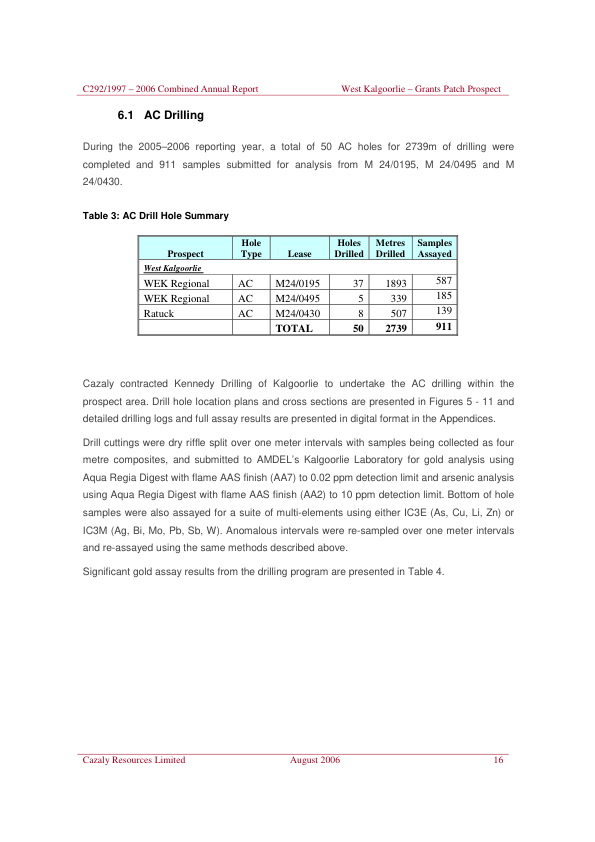 C292/1997 – 2006 Combined Annual Report West Kalgoorlie – Grants Patch Prospect
6.1 AC Drilling
During the 2005–2006 reporting year, a total of 50 AC holes for 2739m of drilling were
completed and 911 samples submitted for analysis from M 24/0195, M 24/0495 and M
24/0430.
Table 3: AC Drill Hole Summary
Prospect Hole Type Lease Holes Drilled Metres Drilled Samples Assayed
West Kalgoorlie
WEK Regional AC M24/0195 37 1893 587
WEK Regional AC M24/0495 5 339 185
Ratuck AC M24/0430 8 507 139
TOTAL 50 2739 911
Cazaly contracted Kennedy Drilling of Kalgoorlie to undertake the AC drilling within the
prospect area. Drill hole location plans and cross sections are presented in Figures 5 - 11 and
detailed drilling logs and full assay results are presented in digital format in the Appendices.
Drill cuttings were dry riffle split over one meter intervals with samples being collected as four
metre composites, and submitted to AMDEL's Kalgoorlie Laboratory for gold analysis using
Aqua Regia Digest with flame AAS finish (AA7) to 0.02 ppm detection limit and arsenic analysis
using Aqua Regia Digest with flame AAS finish (AA2) to 10 ppm detection limit. Bottom of hole
samples were also assayed for a suite of multi-elements using either IC3E (As, Cu, Li, Zn) or
IC3M (Ag, Bi, Mo, Pb, Sb, W). Anomalous intervals were re-sampled over one meter intervals
and re-assayed using the same methods described above.
Significant gold assay results from the drilling program are presented in Table 4.
Cazaly Resources Limited August 2006 16